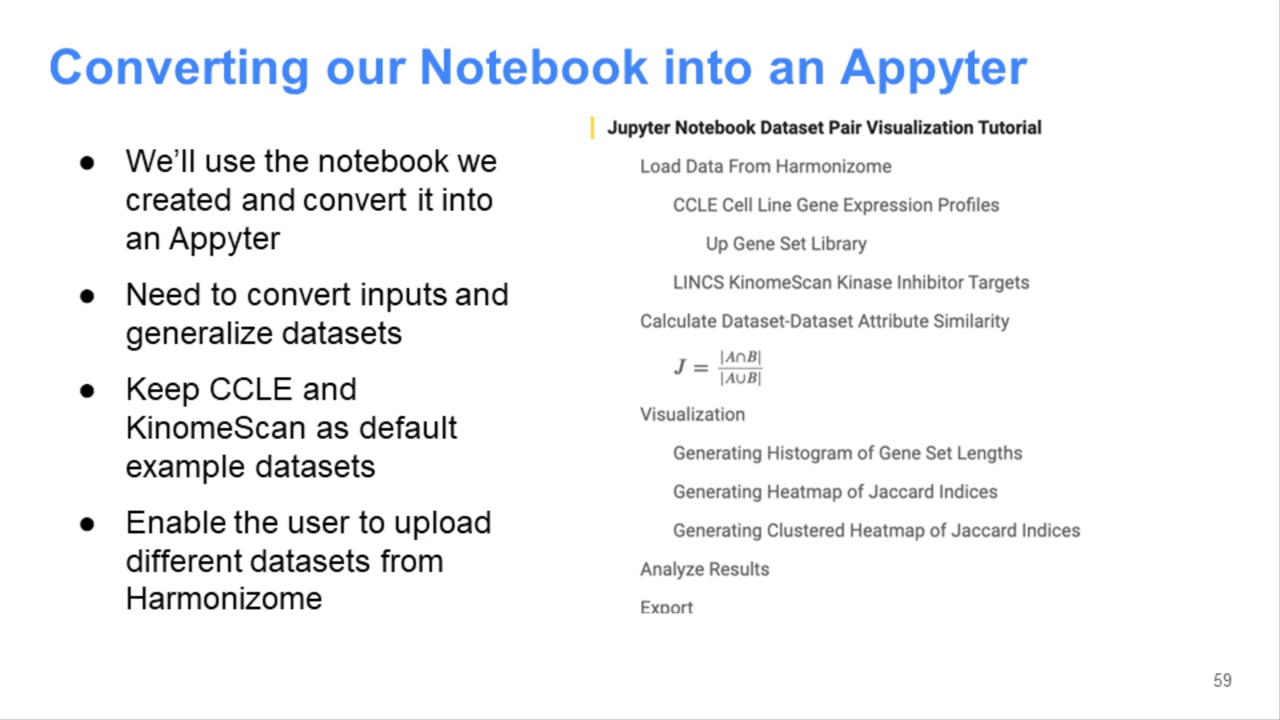 Converting our Notebook into an Appyter
● We'll use the notebook we
created and convert it into
an Appyter
● Need to convert inputs and
generalize datasets
● Keep CCLE and
KinomeScan as default
example datasets
● Enable the user to upload
different datasets from
Harmonizome
Jupyter Notebook Dataset Pair Visualization Tutorial
Load Data From Harmonizome
CCLE Cell Line Gene Expression Profiles
Up Gene Set Library
LINCS KinomeScan Kinase Inhibitor Targets
Calculate Dataset-Dataset Attribute Similarity
J = |A∩B| / |A∪B|
Visualization
Generating Histogram of Gene Set Lengths
Generating Heatmap of Jaccard Indices
Generating Clustered Heatmap of Jaccard Indices
Analyze Results
Export
59